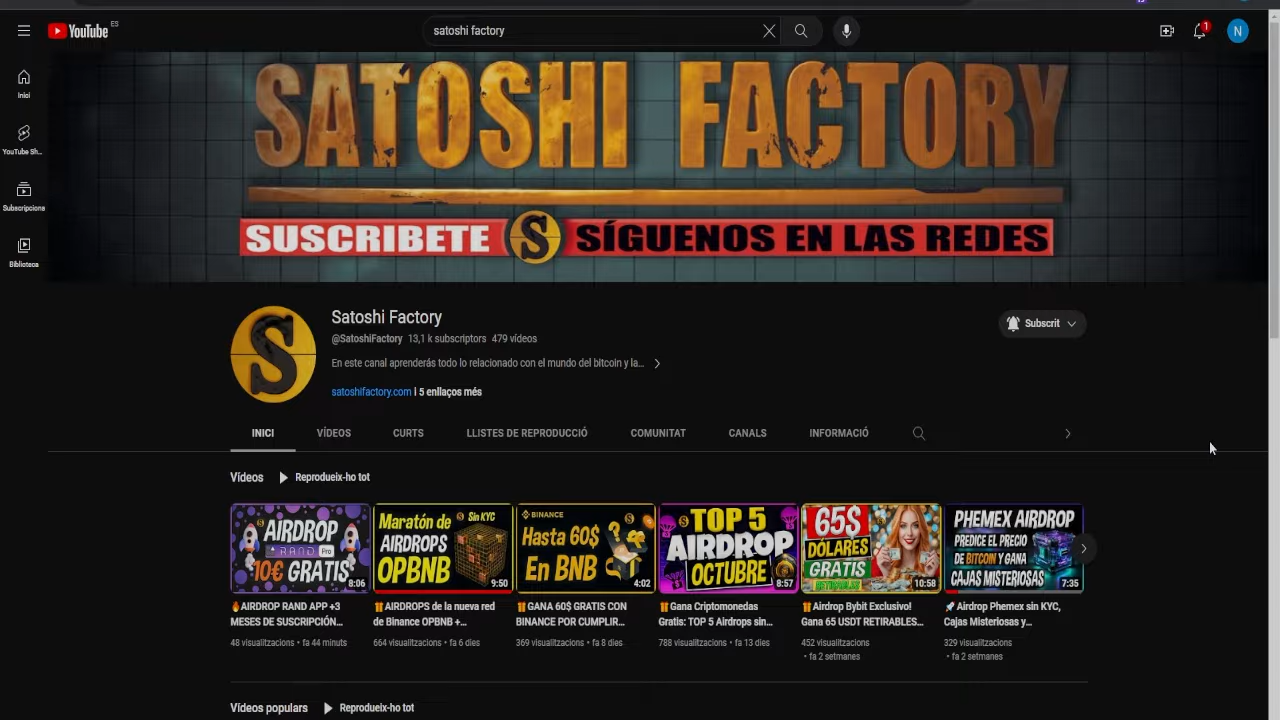 YouTube ES
satoshi factory
1
N
Inici
YouTube Sh...
Subscripcions
Biblioteca
SATOSHI FACTORY
SUSCRIBETE S SÍGUENOS EN LAS REDES
S
Satoshi Factory
@SatoshiFactory 13,1 k subscriptors 479 vídeos
En este canal aprenderás todo lo relacionado con el mundo del bitcoin y la...
satoshifactory.com i 5 enllaços més
Subscrit
INICI VÍDEOS CURTS LLISTES DE REPRODUCCIÓ COMUNITAT CANALS INFORMACIÓ
Vídeos Reprodueix-ho tot
AIRDROP
RAND Pro
10€ GRATIS
8:06
🔥AIRDROP RAND APP +3
MESES DE SUSCRIPCIÓN...
48 visualitzacions • fa 44 minuts
Maratón de Sin KYC
AIRDROPS
OPBNB
9:50
🎁AIRDROPS de la nueva red
de Binance OPBNB +...
664 visualitzacions • fa 6 dies
BINANCE
Hasta 60$
En BNB
4:02
🎁GANA 60$ GRATIS CON
BINANCE POR CUMPLIR...
369 visualitzacions • fa 8 dies
TOP 5
AIRDROP
OCTUBRE
8:57
🎁Gana Criptomonedas
Gratis: TOP 5 Airdrops sin...
788 visualitzacions • fa 13 dies
65$
DÓLARES
GRATIS
RETIRABLES
10:58
🎁Airdrop Bybit Exclusivo!
Gana 65 USDT RETIRABLES...
452 visualitzacions
• fa 2 setmanes
PHEMEX AIRDROP
PREDICE EL PRECIO
DE BITCOIN Y GANA
CAJAS MISTERIOSAS
7:35
🚀 Airdrop Phemex sin KYC,
Cajas Misteriosas y...
329 visualitzacions
• fa 2 setmanes
Vídeos populars Reprodueix-ho tot